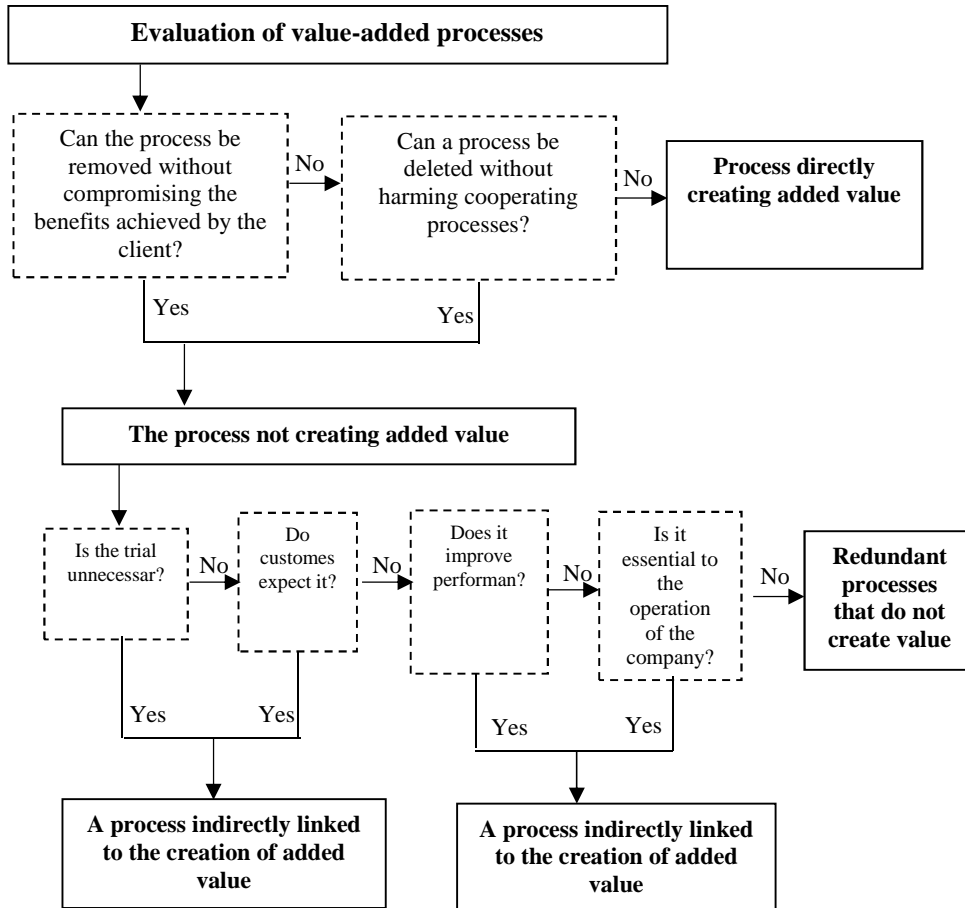 Evaluation of value-added processes
Can the process be
removed without
compromising the
benefits achieved by the
client?
No
Can a process be
deleted without
harming cooperating
processes?
No
Process directly
creating added value
Yes
Yes
The process not creating added value
Is the trial
unnecessar?
No
Do
customes
expect it?
No
Does it
improve
performan?
No
Is it
essential to
the
operation
of the
company?
No
Redundant
processes
that do not
create value
Yes
Yes
Yes
Yes
A process indirectly linked
to the creation of added
value
A process indirectly linked
to the creation of added
value